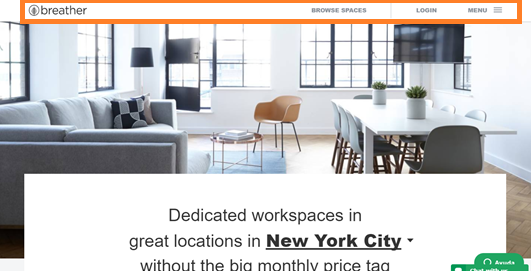 breather BROWSE SPACES LOGIN MENU
Dedicated workspaces in
great locations in New York City
without the big monthly price tag
Ayuda
Chat with us